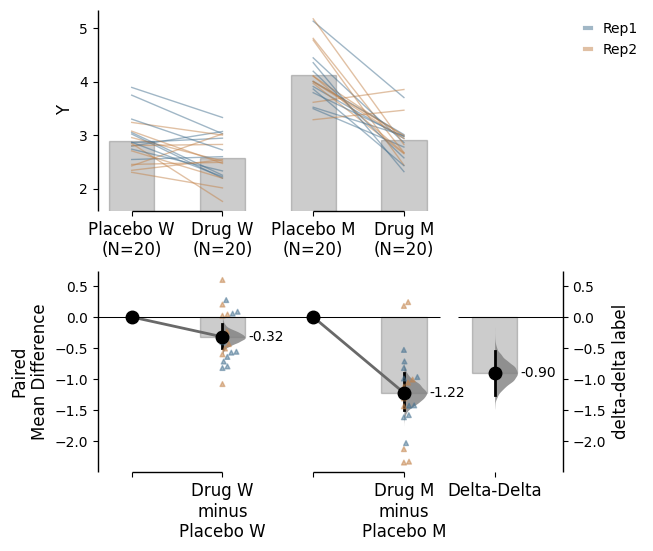 Rep1
Rep2
Y
5
4
3
2
Placebo W
(N=20)
Drug W
(N=20)
Placebo M
(N=20)
Drug M
(N=20)
Paired
Mean Difference
0.5
0.0
−0.5
−1.0
−1.5
−2.0
-0.32
-1.22
-0.90
0.5
0.0
−0.5
−1.0
−1.5
−2.0
delta-delta label
Drug W
minus
Placebo W
Drug M
minus
Placebo M
Delta-Delta